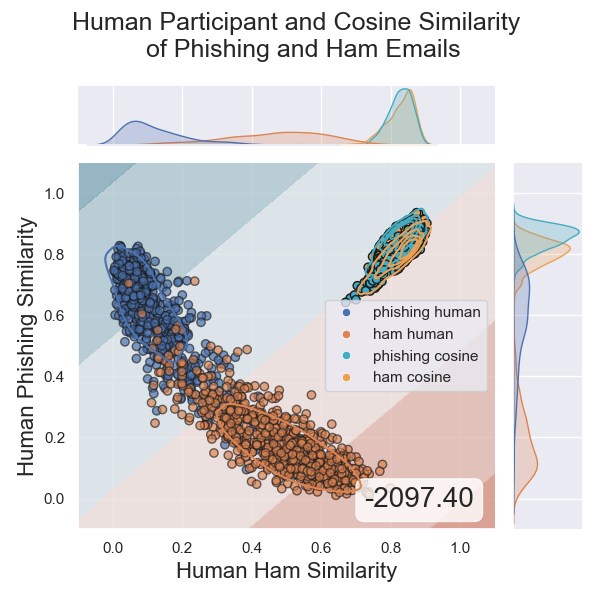 Human Participant and Cosine Similarity
of Phishing and Ham Emails
1.0
0.8
0.6
0.4
0.2
0.0
Human Phishing Similarity
phishing human
ham human
phishing cosine
ham cosine
-2097.40
0.0 0.2 0.4 0.6 0.8 1.0
Human Ham Similarity